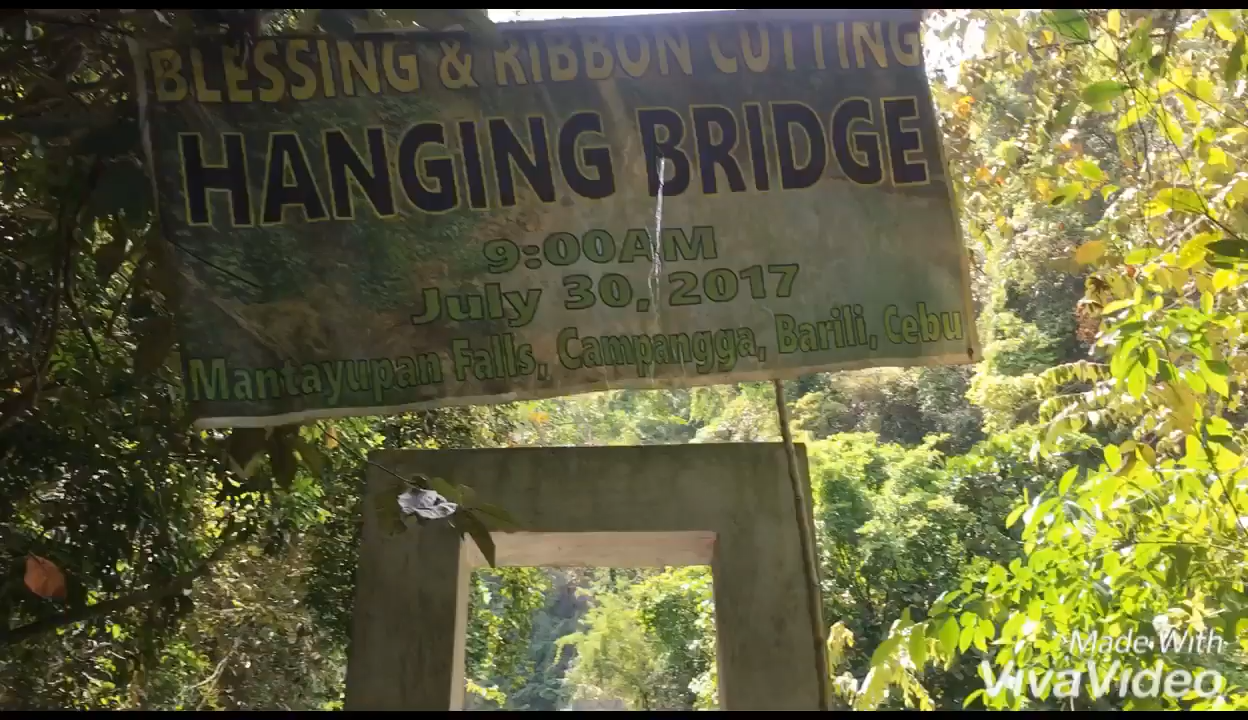 BLESSING & RIBBON CUTTING
HANGING BRIDGE
9:00AM
July 30, 2017
Mantayupan Falls, Campangga, Barili, Cebu
Made With
VivaVideo